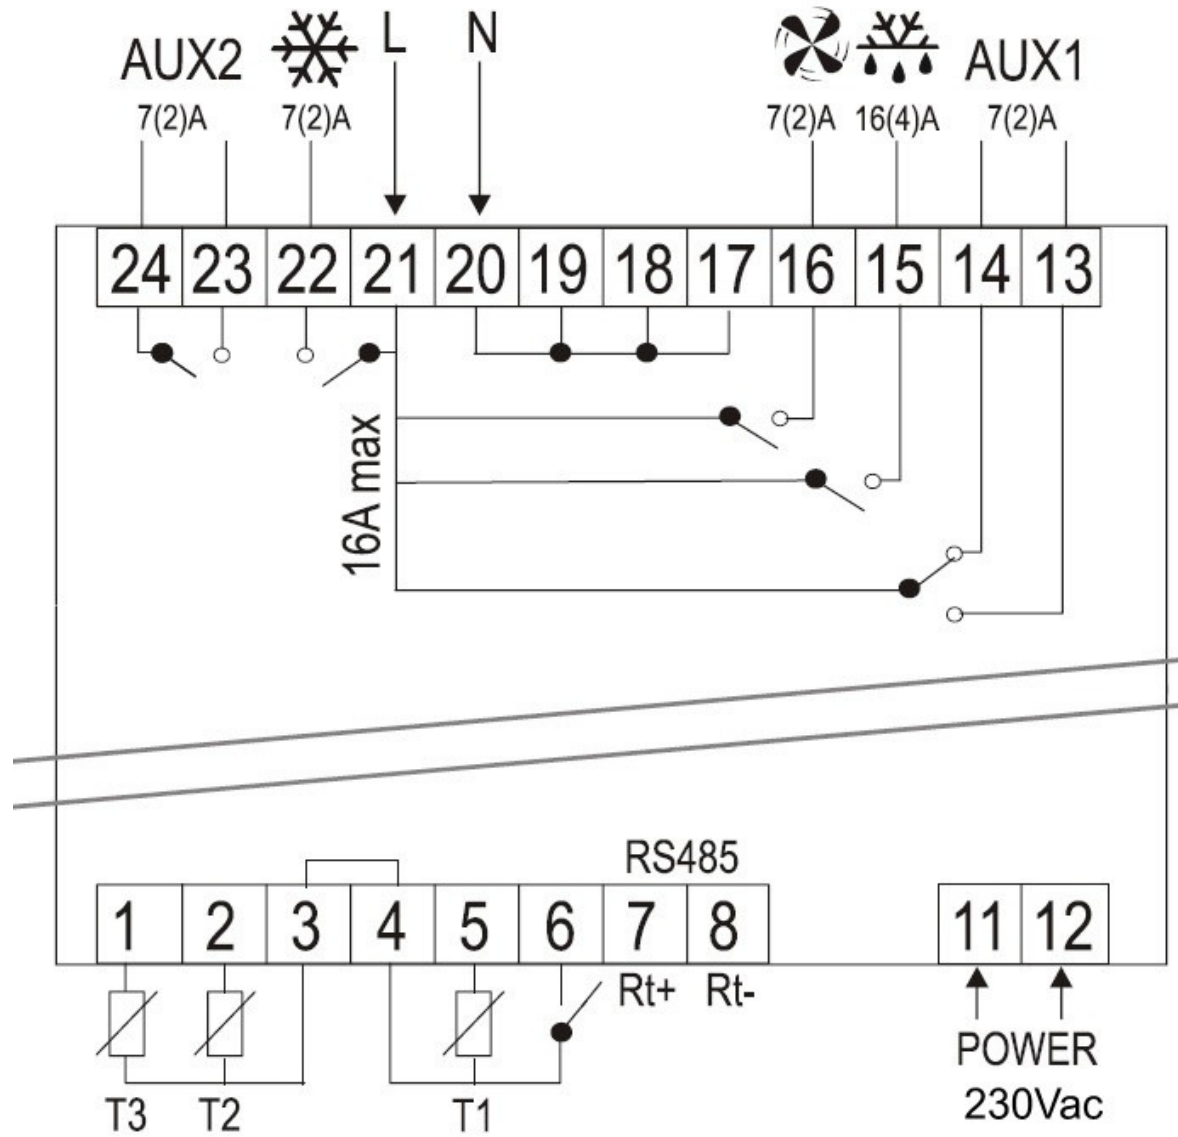 AUX2 L N AUX1
7(2)A 7(2)A 7(2)A 16(4)A 7(2)A
24 23 22 21 20 19 18 17 16 15 14 13
16A max
RS485
1 2 3 4 5 6 7 8 11 12
Rt+ Rt-
POWER
230Vac
T3 T2 T1